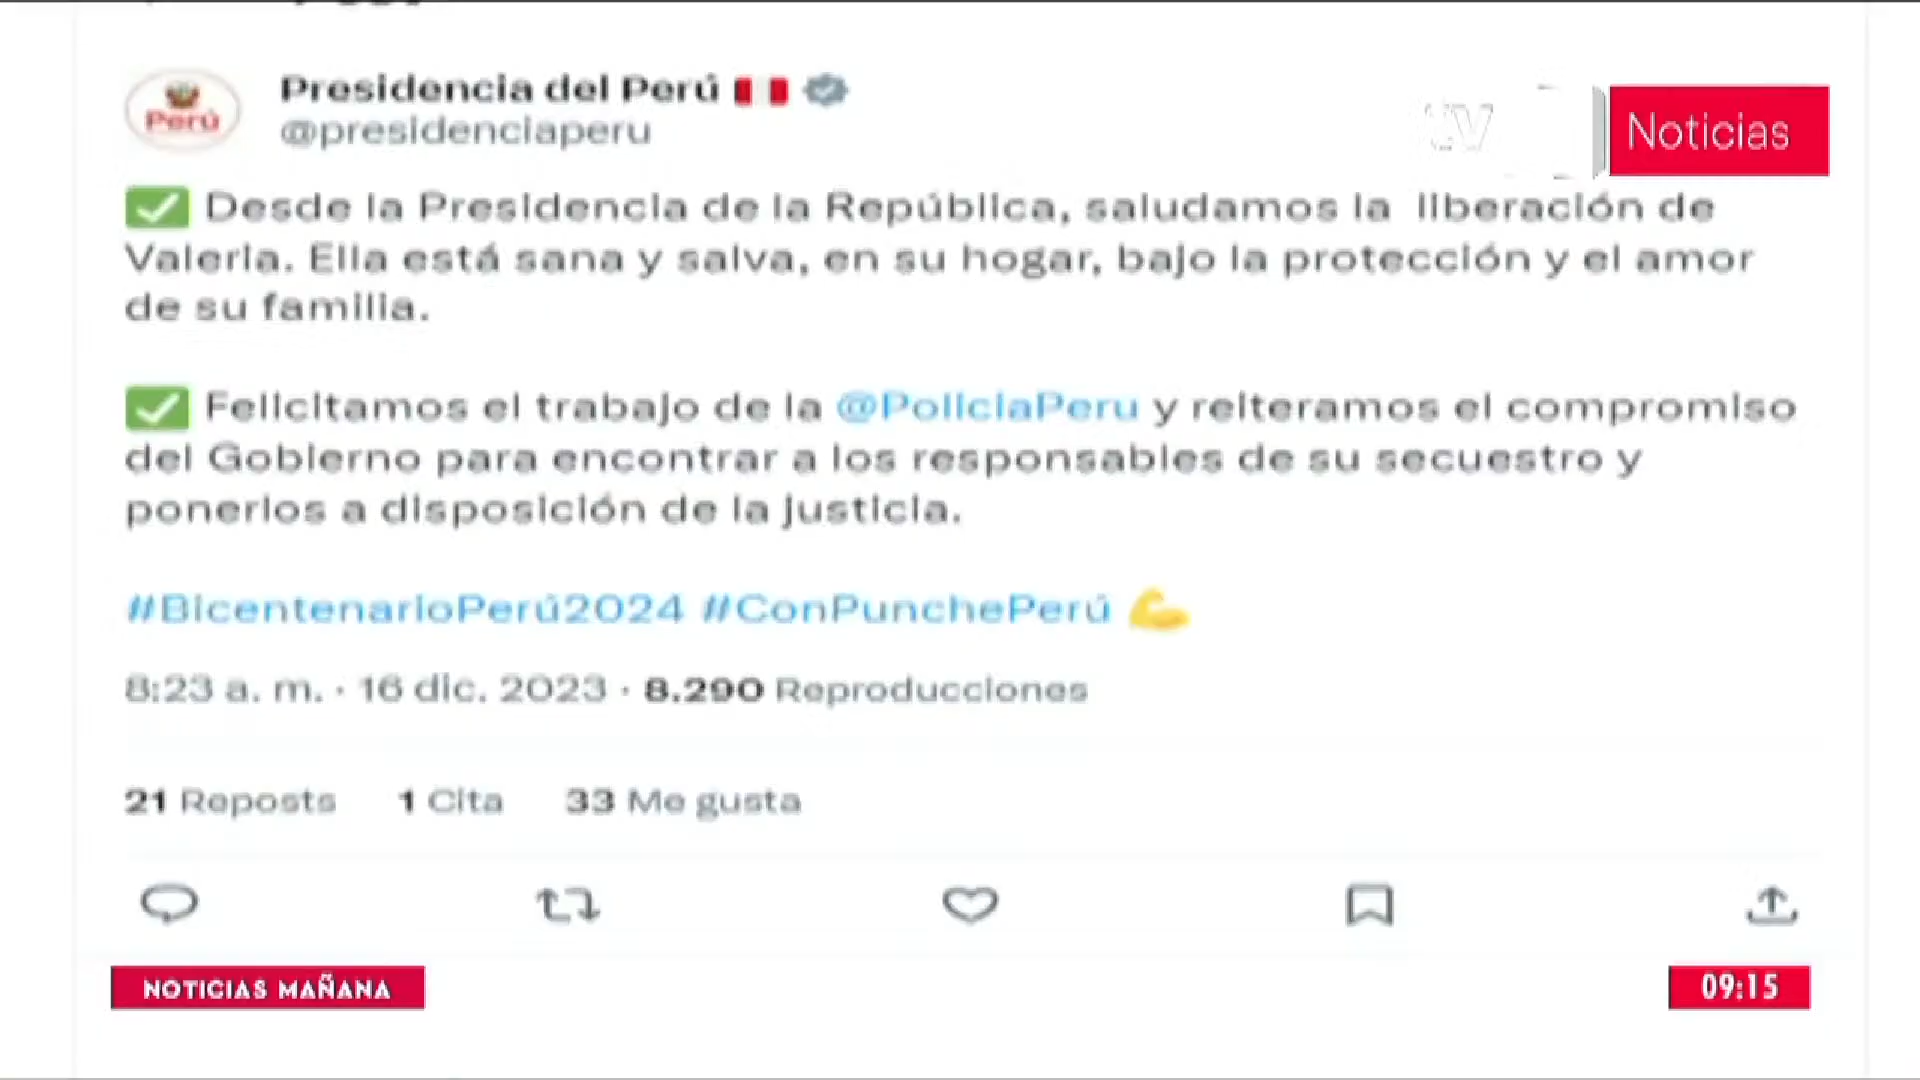 Presidencia del Perú
@presidenciaperu
Perú
tv
Noticias
Desde la Presidencia de la República, saludamos la liberación de
Valeria. Ella está sana y salva, en su hogar, bajo la protección y el amor
de su familia.
Felicitamos el trabajo de la @PoliciaPeru y reiteramos el compromiso
del Gobierno para encontrar a los responsables de su secuestro y
ponerlos a disposición de la justicia.
#BicentenarioPerú2024 #ConPunchePerú
8:23 a. m. · 16 dic. 2023 · 8.290 Reproducciones
21 Reposts 1 Cita 33 Me gusta
NOTICIAS MAÑANA
09:15